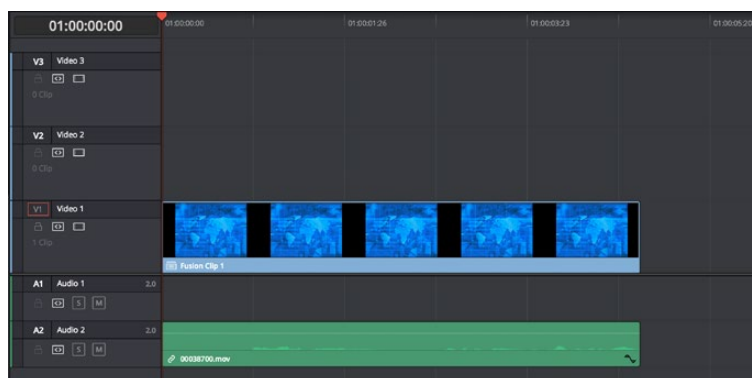 01:00:00:00
01:00:00:00 01:00:01:26 01:00:03:23 01:00:05:20
V3 Video 3
0 Clip
V2 Video 2
0 Clip
V1 Video 1
1 Clip
Fusion Clip 1
A1 Audio 1 2.0
S M
A2 Audio 2 2.0
S M
00038700.mov